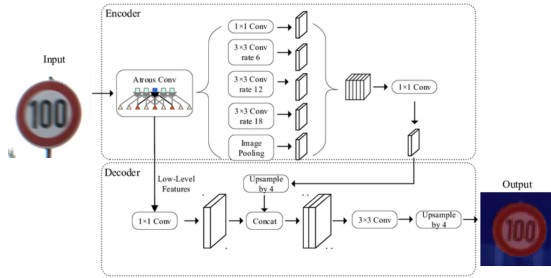 Encoder
Input
100
Atrous Conv
1×1 Conv
3×3 Conv
rate 6
3×3 Conv
rate 12
3×3 Conv
rate 18
Image
Pooling
1×1 Conv
Decoder
Low-Level
Features
Upsample
by 4
1×1 Conv
Concat
3×3 Conv
Upsample
by 4
Output
100